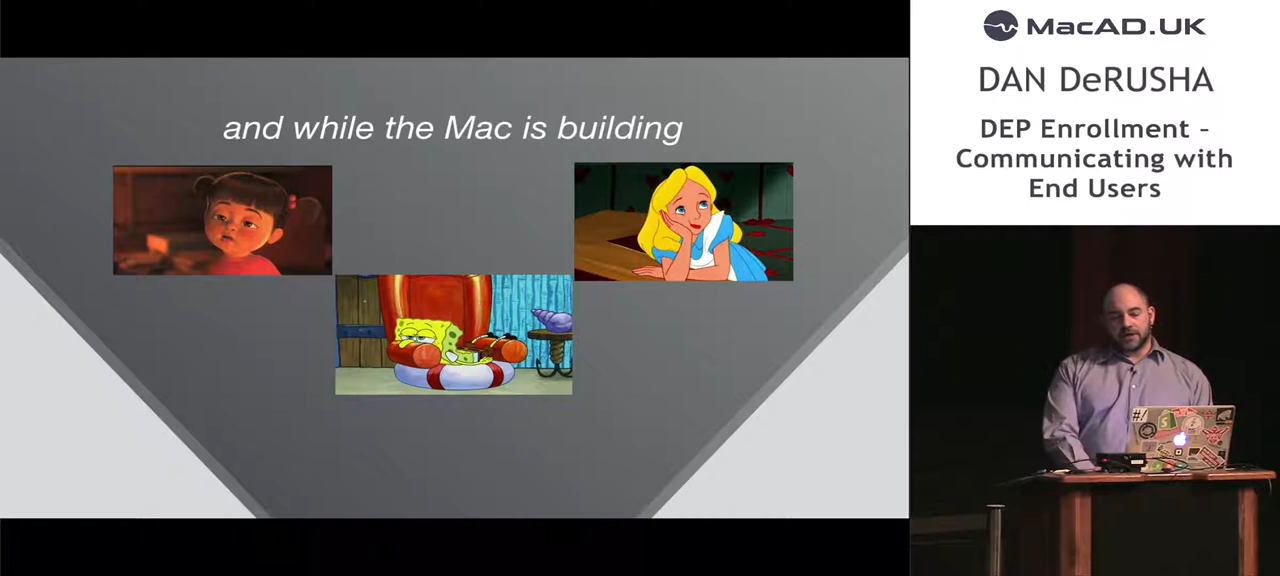 and while the Mac is building
MacAD.UK
DAN DeRUSHA
DEP Enrollment –
Communicating with
End Users
#!